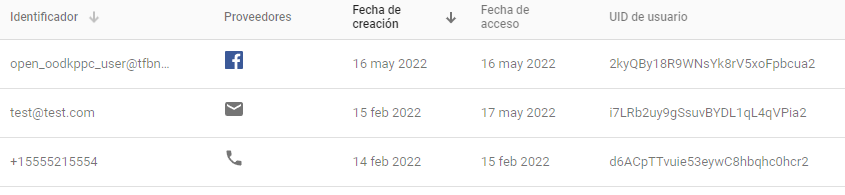 Identificador Proveedores Fecha de creación Fecha de acceso UID de usuario
open_oodkppc_user@tfbn… 16 may 2022 16 may 2022 2kyQBy18R9WNsYk8rV5xoFpbcua2
test@test.com 15 feb 2022 17 may 2022 i7LRb2uy9gSsuvBYDL1qL4qVPia2
+15555215554 14 feb 2022 15 feb 2022 d6ACpTTvuie53eywC8hbqhc0hcr2